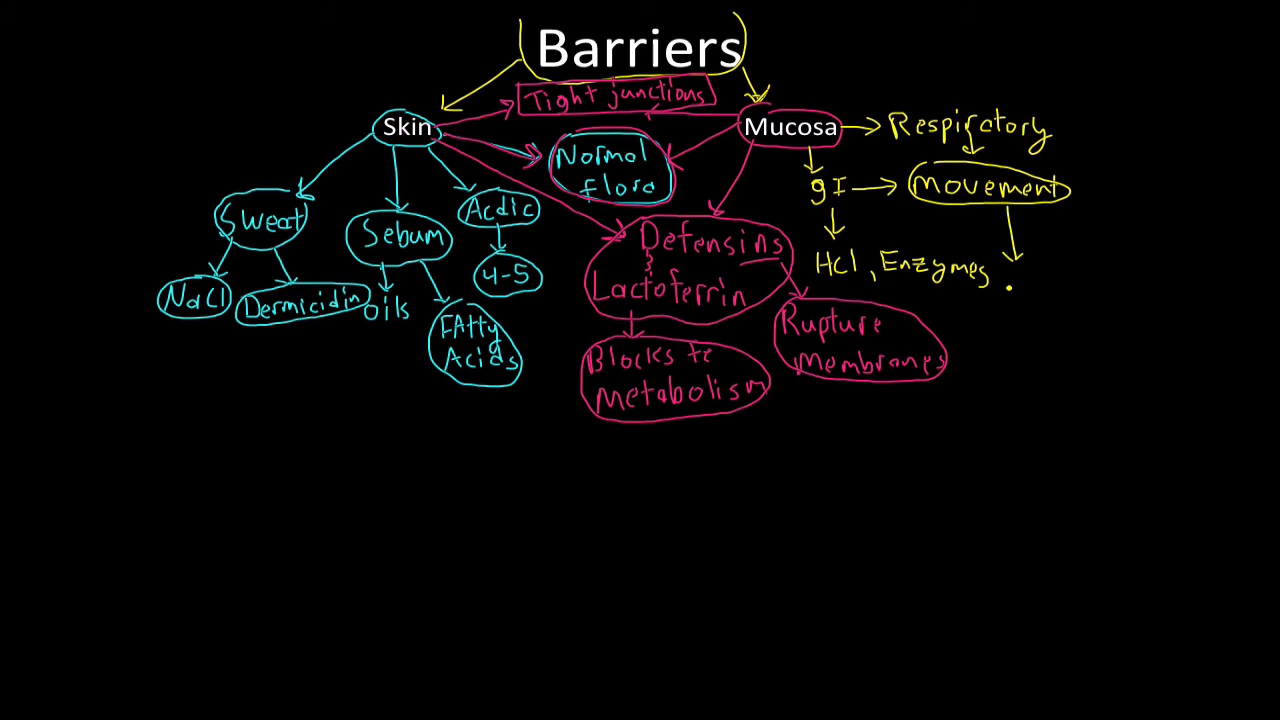 Barriers
Tight junctions
Skin
Mucosa
Respiratory
Normal
flora
gI
movement
Sweat
Sebum
Acdic
4-5
Defensins
&
Lactoferrin
HCl, Enzymes
NaCl
Dermicidin
oils
FAtty
Acids
Rupture
membranes
Blocks te
metabolism